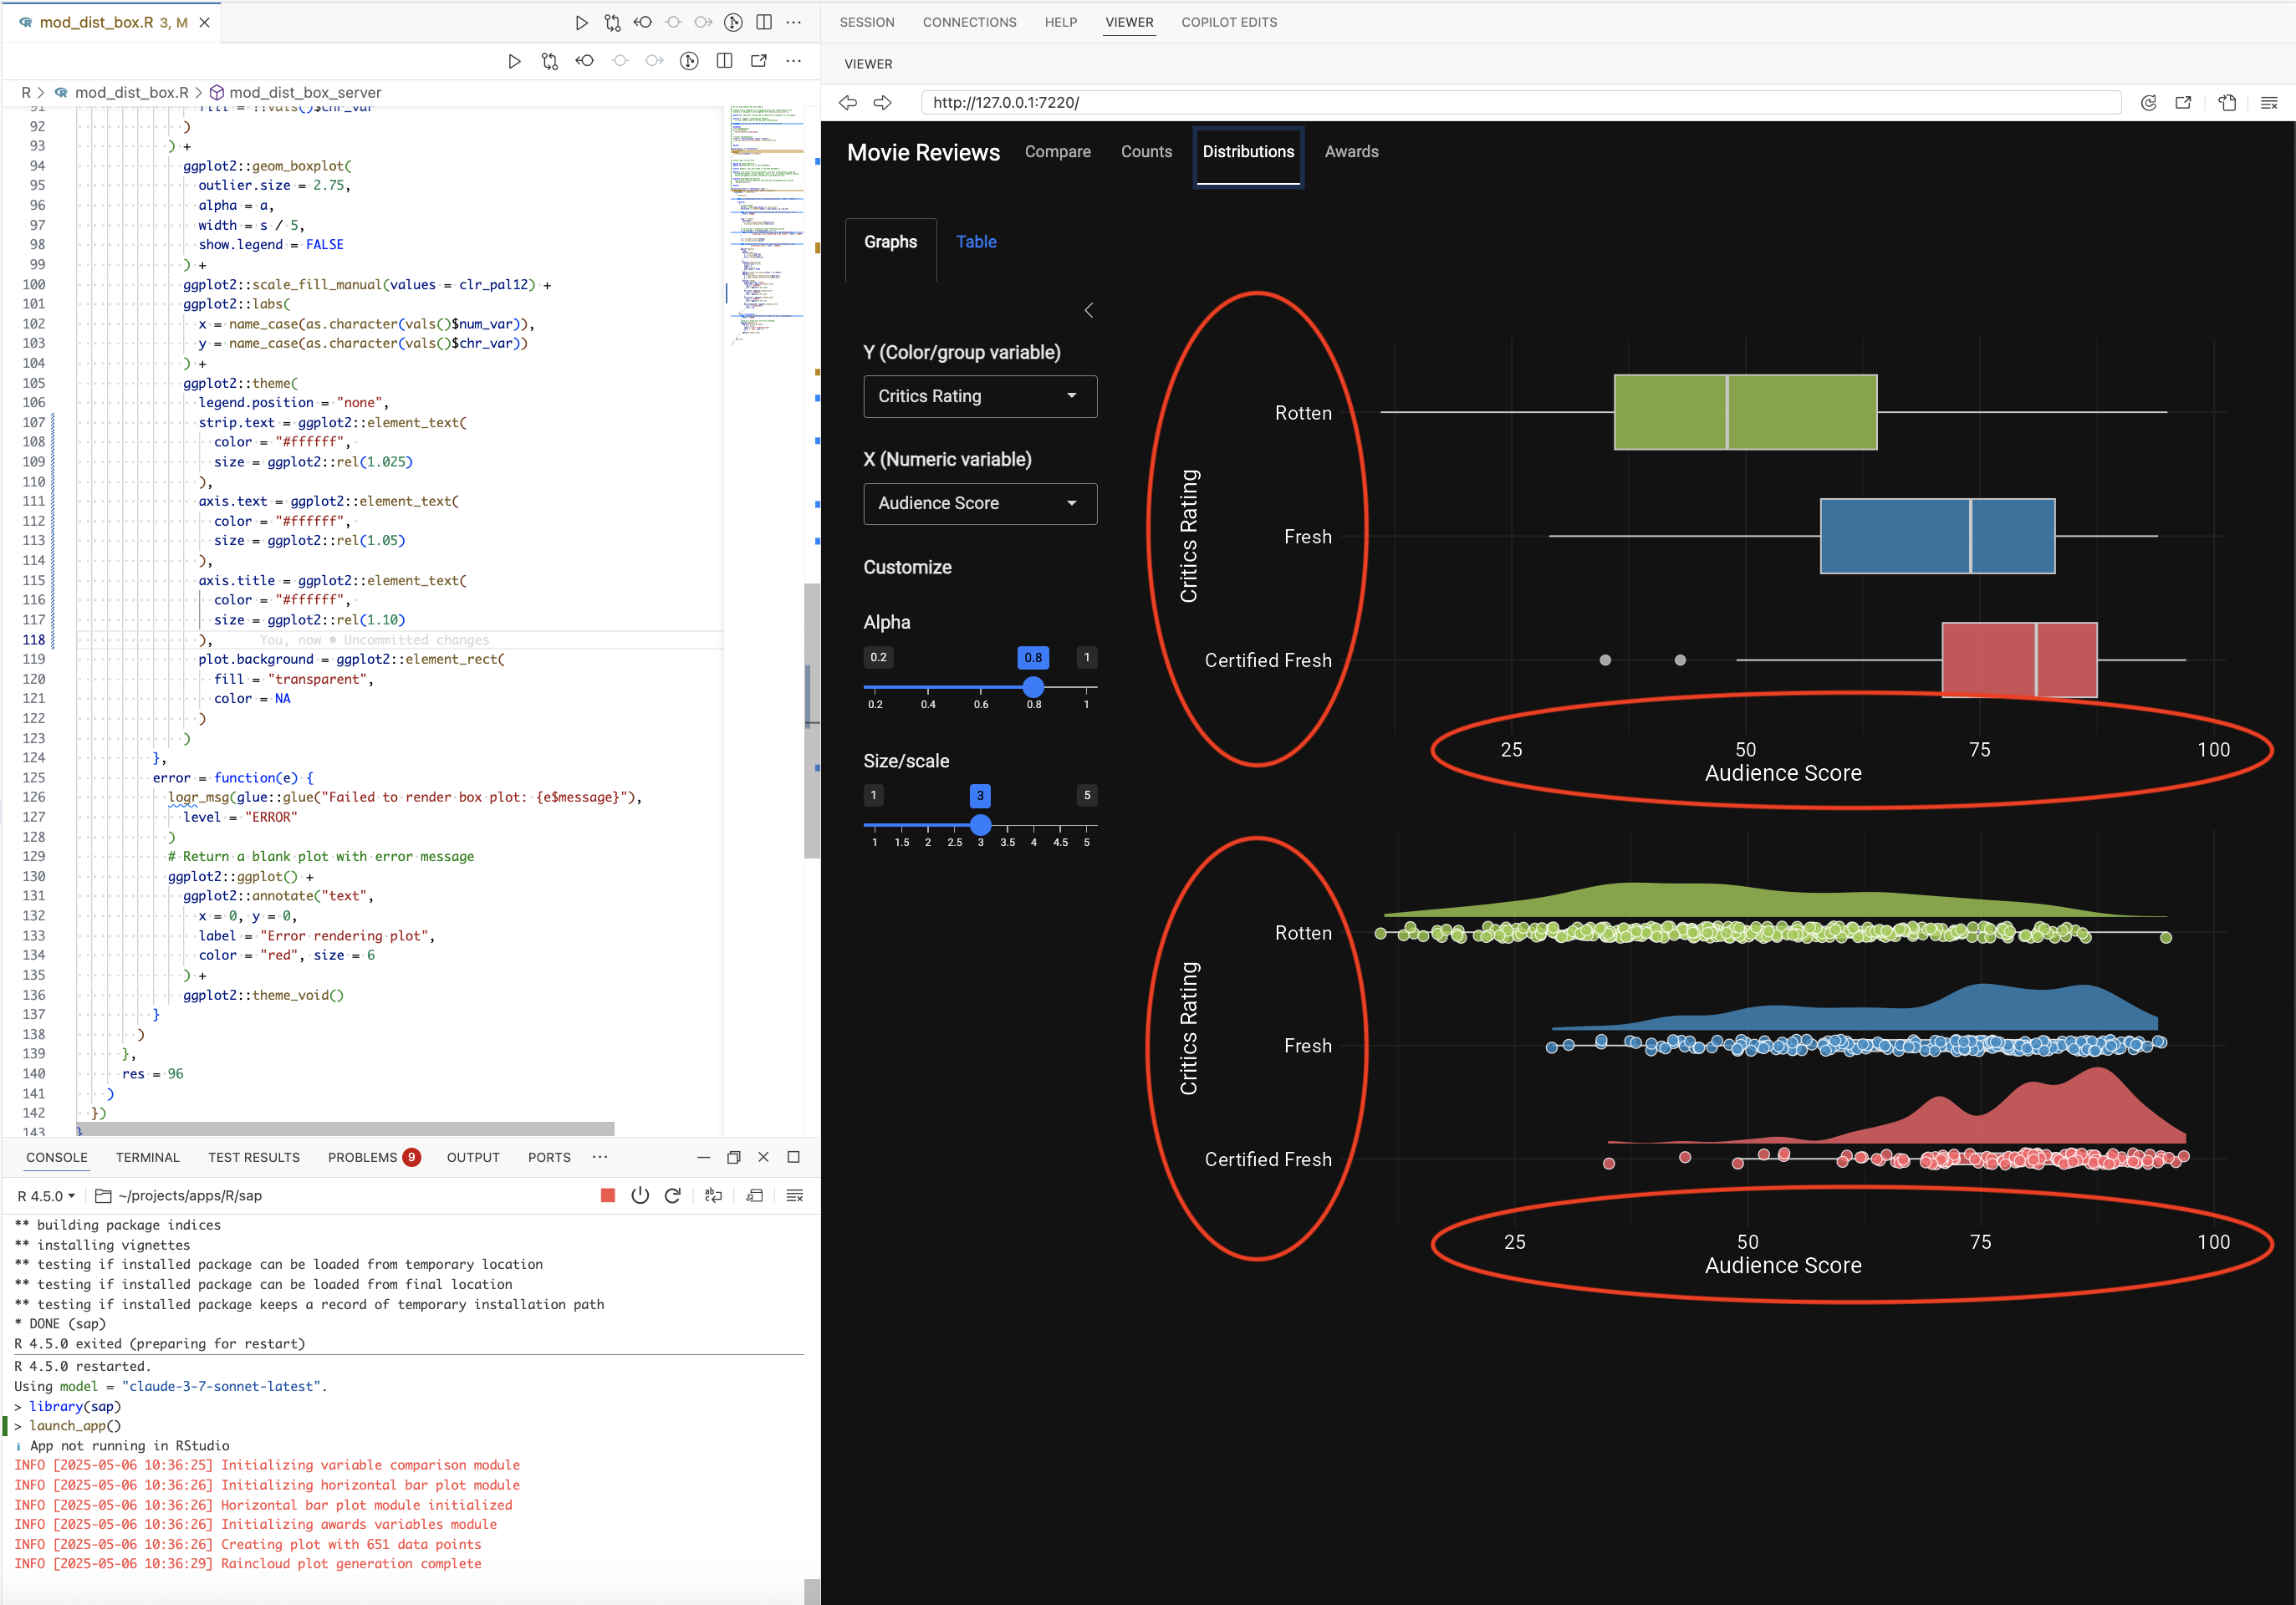 mod_dist_box.R 3, M
R > mod_dist_box.R > mod_dist_box_server
91 fill = !!vals()$chr_var
92 )
93 ) +
94 ggplot2::geom_boxplot(
95 outlier.size = 2.75,
96 alpha = a,
97 width = s / 5,
98 show.legend = FALSE
99 ) +
100 ggplot2::scale_fill_manual(values = clr_pal12) +
101 ggplot2::labs(
102 x = name_case(as.character(vals()$num_var)),
103 y = name_case(as.character(vals()$chr_var))
104 ) +
105 ggplot2::theme(
106 legend.position = "none",
107 strip.text = ggplot2::element_text(
108 color = "#ffffff",
109 size = ggplot2::rel(1.025)
110 ),
111 axis.text = ggplot2::element_text(
112 color = "#ffffff",
113 size = ggplot2::rel(1.05)
114 ),
115 axis.title = ggplot2::element_text(
116 color = "#ffffff",
117 size = ggplot2::rel(1.10)
118 ), You, now • Uncommitted changes
119 plot.background = ggplot2::element_rect(
120 fill = "transparent",
121 color = NA
122 )
123 )
124 },
125 error = function(e) {
126 logr_msg(glue::glue("Failed to render box plot: {e$message}"),
127 level = "ERROR"
128 )
129 # Return a blank plot with error message
130 ggplot2::ggplot() +
131 ggplot2::annotate("text",
132 x = 0, y = 0,
133 label = "Error rendering plot",
134 color = "red", size = 6
135 ) +
136 ggplot2::theme_void()
137 }
138 )
139 },
140 res = 96
141 )
142 })
143 }
CONSOLE TERMINAL TEST RESULTS PROBLEMS 9 OUTPUT PORTS ···
R 4.5.0 ~/projects/apps/R/sap
** building package indices
** installing vignettes
** testing if installed package can be loaded from temporary location
** testing if installed package can be loaded from final location
** testing if installed package keeps a record of temporary installation path
* DONE (sap)
R 4.5.0 exited (preparing for restart)
R 4.5.0 restarted.
Using model = "claude-3-7-sonnet-latest".
> library(sap)
> launch_app()
ℹ App not running in RStudio
INFO [2025-05-06 10:36:25] Initializing variable comparison module
INFO [2025-05-06 10:36:26] Initializing horizontal bar plot module
INFO [2025-05-06 10:36:26] Horizontal bar plot module initialized
INFO [2025-05-06 10:36:26] Initializing awards variables module
INFO [2025-05-06 10:36:26] Creating plot with 651 data points
INFO [2025-05-06 10:36:29] Raincloud plot generation complete
SESSION CONNECTIONS HELP VIEWER COPILOT EDITS
VIEWER
http://127.0.0.1:7220/
Movie Reviews Compare Counts Distributions Awards
Graphs Table
Y (Color/group variable)
Critics Rating
X (Numeric variable)
Audience Score
Customize
Alpha
0.2 0.8 1
0.2 0.4 0.6 0.8 1
Size/scale
1 3 5
1 1.5 2 2.5 3 3.5 4 4.5 5
Critics Rating
Rotten
Fresh
Certified Fresh
25 50 75 100
Audience Score
Critics Rating
Rotten
Fresh
Certified Fresh
25 50 75 100
Audience Score